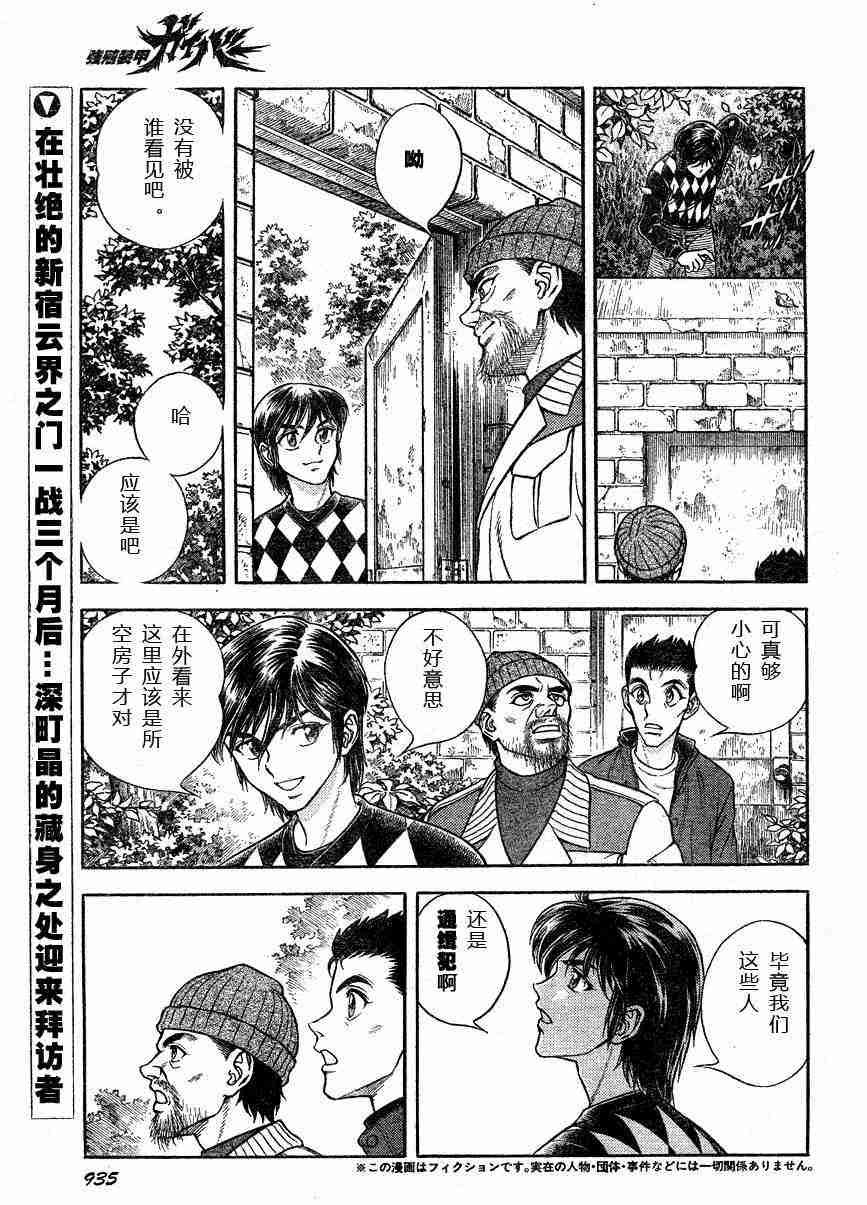 強殖装甲
ガイバー
在壮绝的新宿云界之门一战三个月后…深町晶的藏身之处迎来拜访者
呦
没有被
谁看见吧。
哈
应该是吧
可真够
小心的啊
不好
意思
在外看来
这里应该是所
空房子才对
毕竟我们
这些人
还是
通缉犯啊
935
※この漫画はフィクションです。実在の人物・団体・事件などには一切関係ありません。